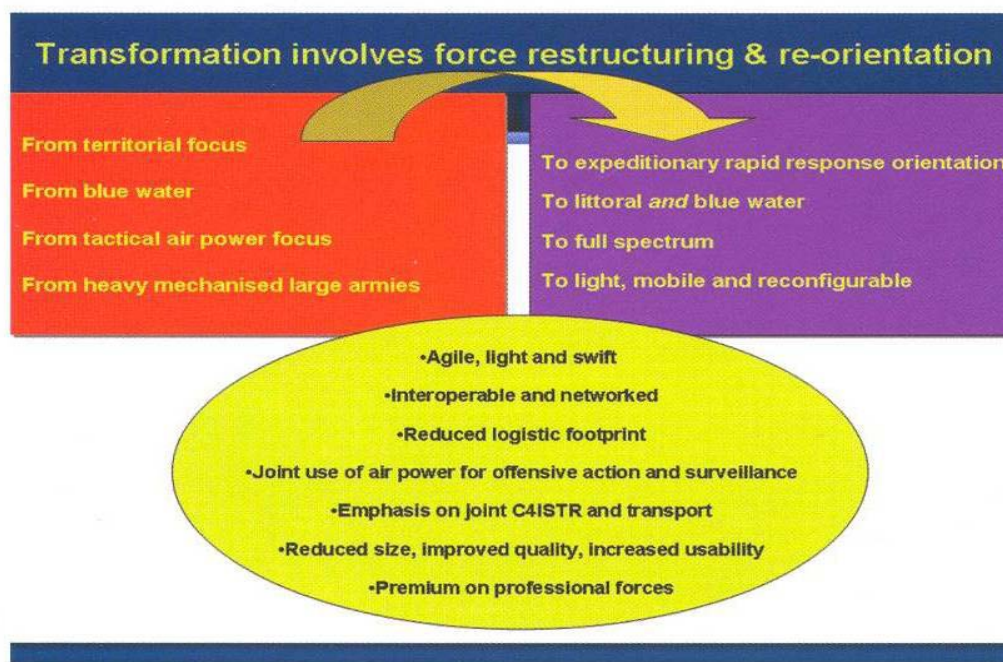 Transformation involves force restructuring & re-orientation
From territorial focus
From blue water
From tactical air power focus
From heavy mechanised large armies
To expeditionary rapid response orientation
To littoral and blue water
To full spectrum
To light, mobile and reconfigurable
•Agile, light and swift
•Interoperable and networked
•Reduced logistic footprint
•Joint use of air power for offensive action and surveillance
•Emphasis on joint C4ISTR and transport
•Reduced size, improved quality, increased usability
•Premium on professional forces